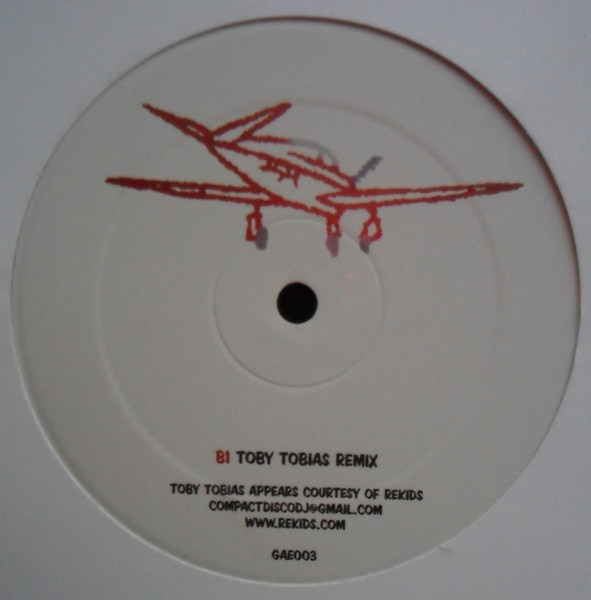 B1 TOBY TOBIAS REMIX
TOBY TOBIAS APPEARS COURTESY OF REKIDS
COMPACTDISCODJ@GMAIL.COM
WWW.REKIDS.COM
GAE003